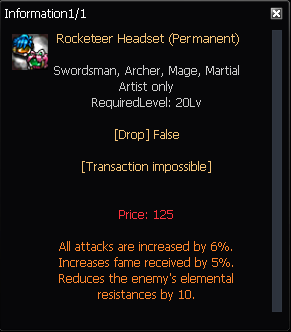 Information1/1
Rocketeer Headset (Permanent)
Swordsman, Archer, Mage, Martial
Artist only
RequiredLevel: 20Lv
[Drop] False
[Transaction impossible]
Price: 125
All attacks are increased by 6%.
Increases fame received by 5%.
Reduces the enemy's elemental
resistances by 10.